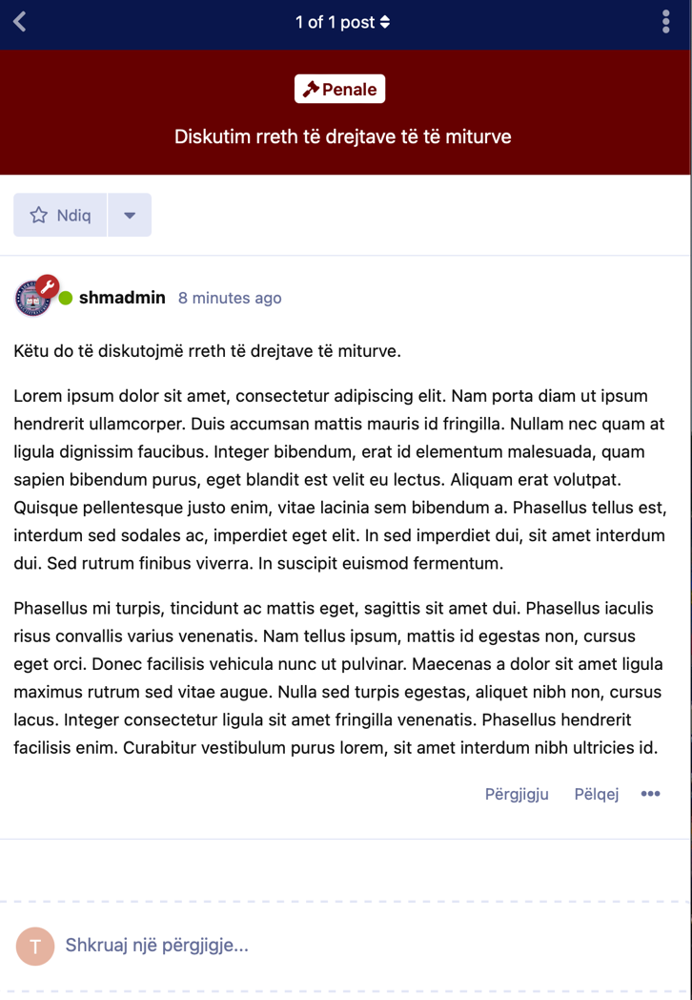 1 of 1 post
Penale
Diskutim rreth të drejtave të të miturve
Ndiq
shmadmin 8 minutes ago
Këtu do të diskutojmë rreth të drejtave të miturve.
Lorem ipsum dolor sit amet, consectetur adipiscing elit. Nam porta diam ut ipsum
hendrerit ullamcorper. Duis accumsan mattis mauris id fringilla. Nullam nec quam at
ligula dignissim faucibus. Integer bibendum, erat id elementum malesuada, quam
sapien bibendum purus, eget blandit est velit eu lectus. Aliquam erat volutpat.
Quisque pellentesque justo enim, vitae lacinia sem bibendum a. Phasellus tellus est,
interdum sed sodales ac, imperdiet eget elit. In sed imperdiet dui, sit amet interdum
dui. Sed rutrum finibus viverra. In suscipit euismod fermentum.
Phasellus mi turpis, tincidunt ac mattis eget, sagittis sit amet dui. Phasellus iaculis
risus convallis varius venenatis. Nam tellus ipsum, mattis id egestas non, cursus
eget orci. Donec facilisis vehicula nunc ut pulvinar. Maecenas a dolor sit amet ligula
maximus rutrum sed vitae augue. Nulla sed turpis egestas, aliquet nibh non, cursus
lacus. Integer consectetur ligula sit amet fringilla venenatis. Phasellus hendrerit
facilisis enim. Curabitur vestibulum purus lorem, sit amet interdum nibh ultricies id.
Përgjigju Pëlqej
T Shkruaj një përgjigje...